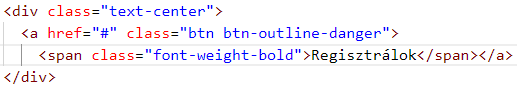 <div class="text-center">
<a href="#" class="btn btn-outline-danger">
<span class="font-weight-bold">Regisztrálok</span></a>
</div>